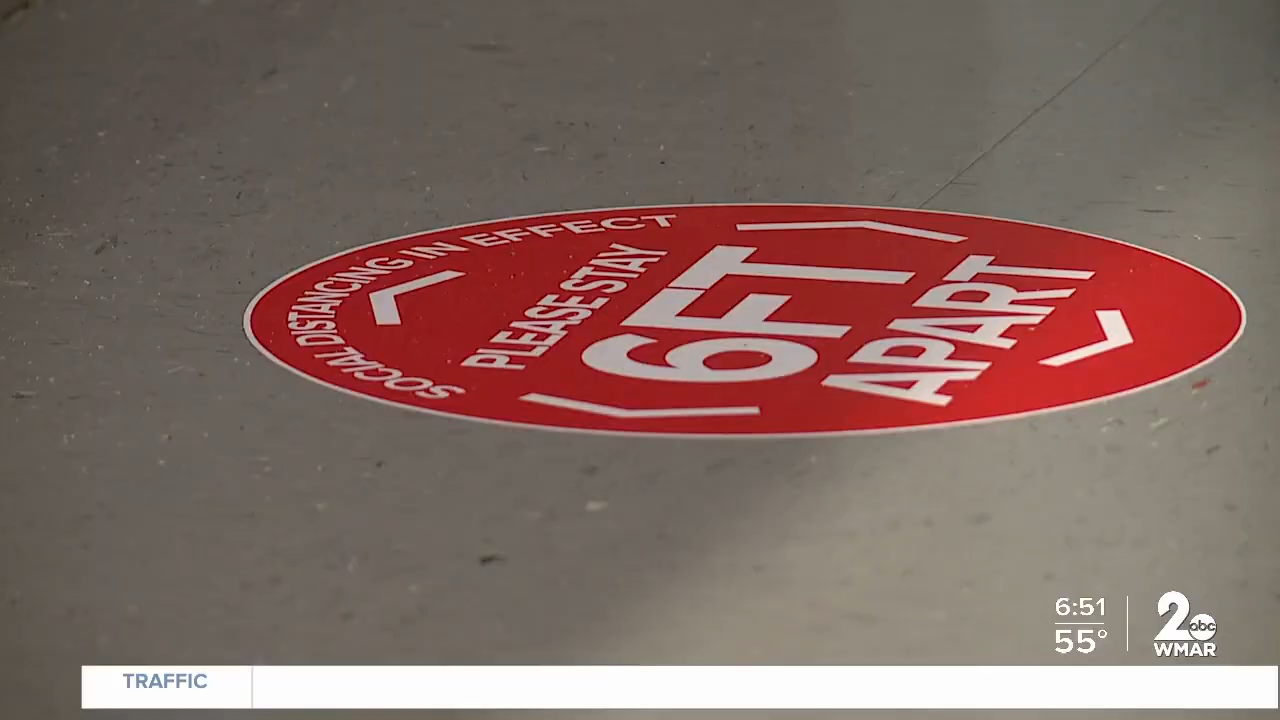 SOCIAL DISTANCING IN EFFECT
PLEASE STAY
6FT
APART
6:51
55°
2
abc
WMAR
TRAFFIC